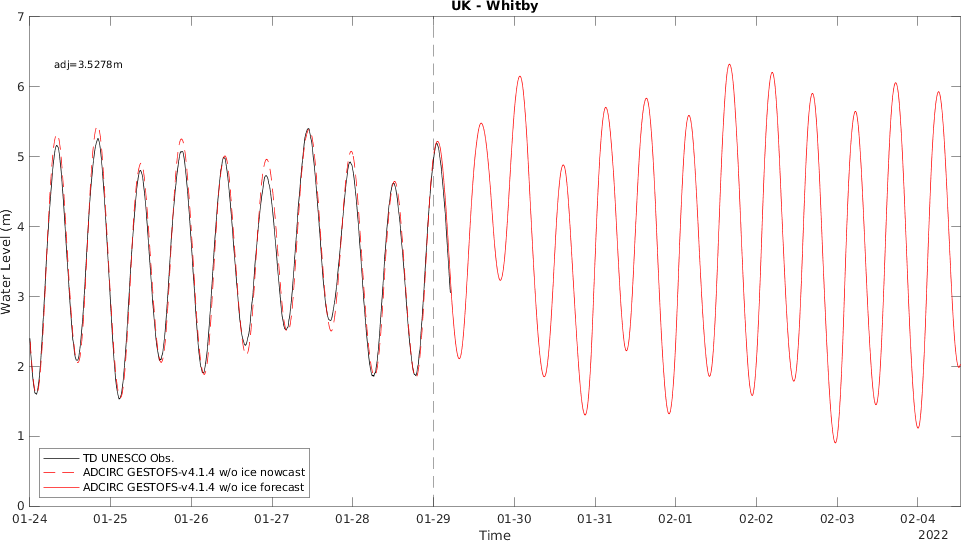 UK - Whitby
adj=3.5278m
Water Level (m)
7
6
5
4
3
2
1
0
TD UNESCO Obs.
ADCIRC GESTOFS-v4.1.4 w/o ice nowcast
ADCIRC GESTOFS-v4.1.4 w/o ice forecast
01-24 01-25 01-26 01-27 01-28 01-29 01-30 01-31 02-01 02-02 02-03 02-04
Time
2022